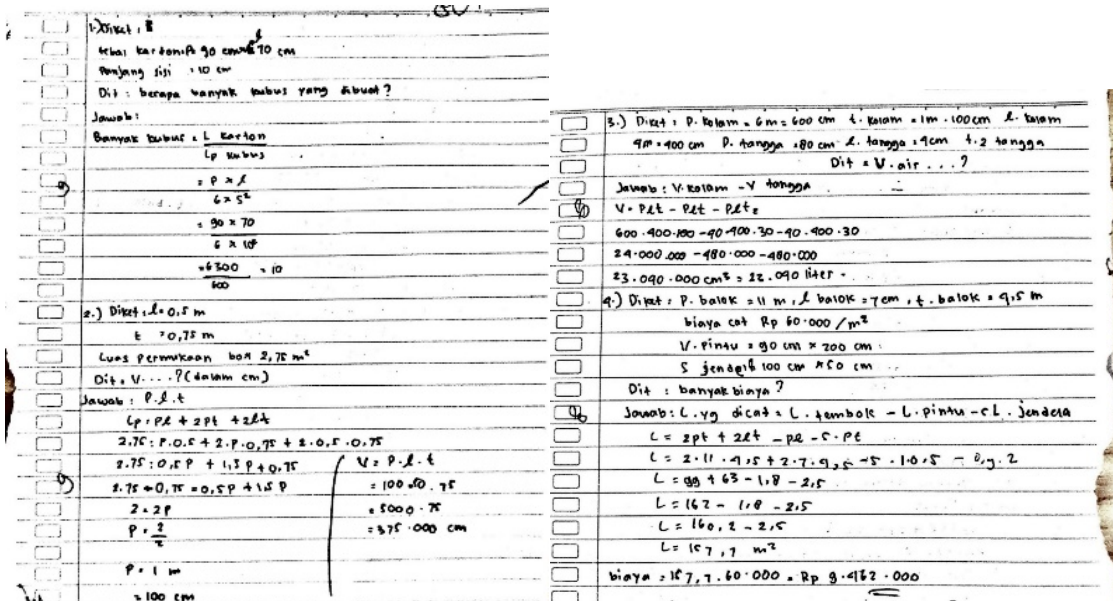 1.) Diket :
tebal karton : P 90 cm l 70 cm
Panjang sisi = 10 cm
Dit : berapa banyak kubus yang dibuat?
Jawab :
Banyak kubus = L karton
Lp kubus
= P x l
6 x s²
= 90 x 70
6 x 10²
= 6300 = 10
600
2.) Diket : l = 0,5 m
t = 0,75 m
Luas permukaan box 2,75 m²
Dit : V....? (dalam cm)
Jawab : P.l.t
Lp = Pl + 2Pt + 2lt
2,75 : P.0,5 + 2.P.0,75 + 2.0,5.0,75
2,75 : 0,5P + 1,5P + 0,75
2,75 - 0,75 = 0,5P + 1,5P
2 = 2P
P = 2
2
P = 1 m
= 100 cm
V = P.l.t
= 100.50.75
= 5000.75
= 375.000 cm
3.) Diket : P. kolam = 6m = 600 cm t. kolam = 1m . 100cm l. kolam
4m = 400 cm P. tangga = 80 cm l. tangga = 4cm t.2 tangga
Dit = V. air ...?
Jawab : V. kolam - V tangga
V = Plt - Plt - Plt₂
600.400.100 - 40.400.30 - 40.400.30
24.000.000 - 480.000 - 480.000
23.040.000 cm³ = 22.040 liter
4.) Diket : P. balok = 11 m, l balok = 7cm, t. balok = 4,5 m
biaya cat Rp 60.000 /m²
V. Pintu = 90 cm x 200 cm
5 jendela 100 cm x 50 cm
Dit : banyak biaya?
Jawab : L. yg dicat = L. tembok - L. pintu - 5L. jendela
L = 2pt + 2lt - pl - 5.Pt
L = 2.11.4,5 + 2.7.4,5 - 5.1.0,5 - 0,9.2
L = 99 + 63 - 1,8 - 2,5
L = 162 - 1,8 - 2,5
L = 160,2 - 2,5
L = 157,7 m²
biaya = 157,7.60.000 = Rp 9.462.000